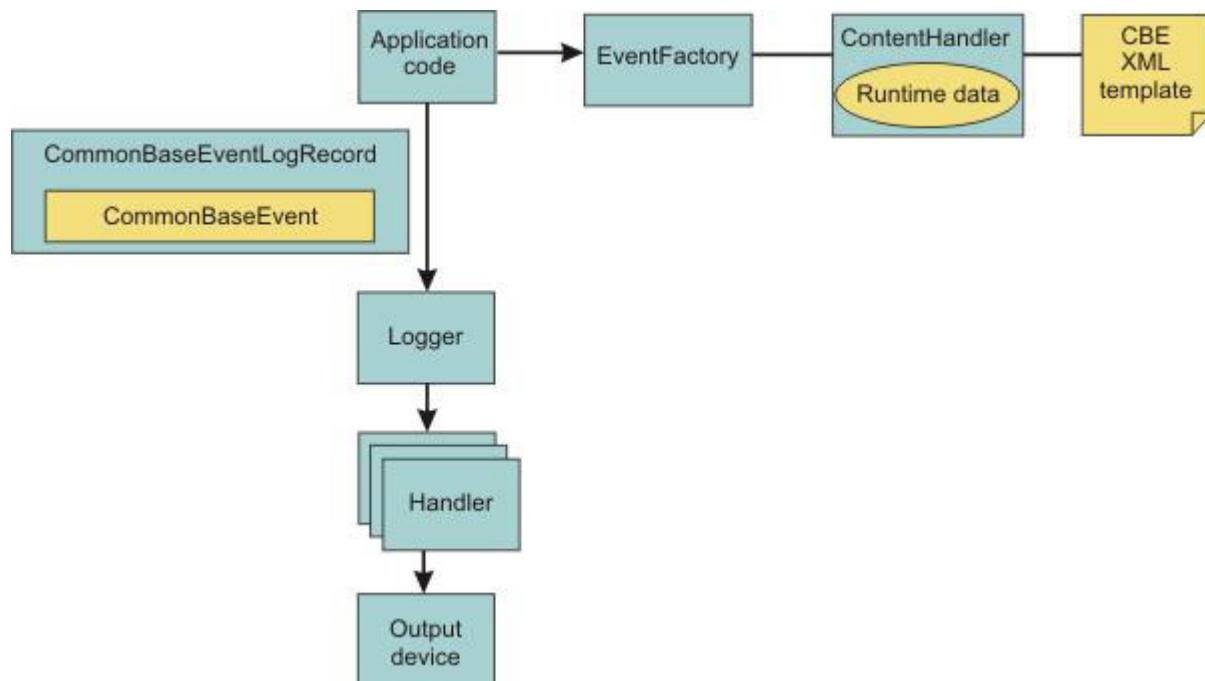 Application
code
EventFactory
ContentHandler
Runtime data
CBE
XML
template
CommonBaseEventLogRecord
CommonBaseEvent
Logger
Handler
Output
device